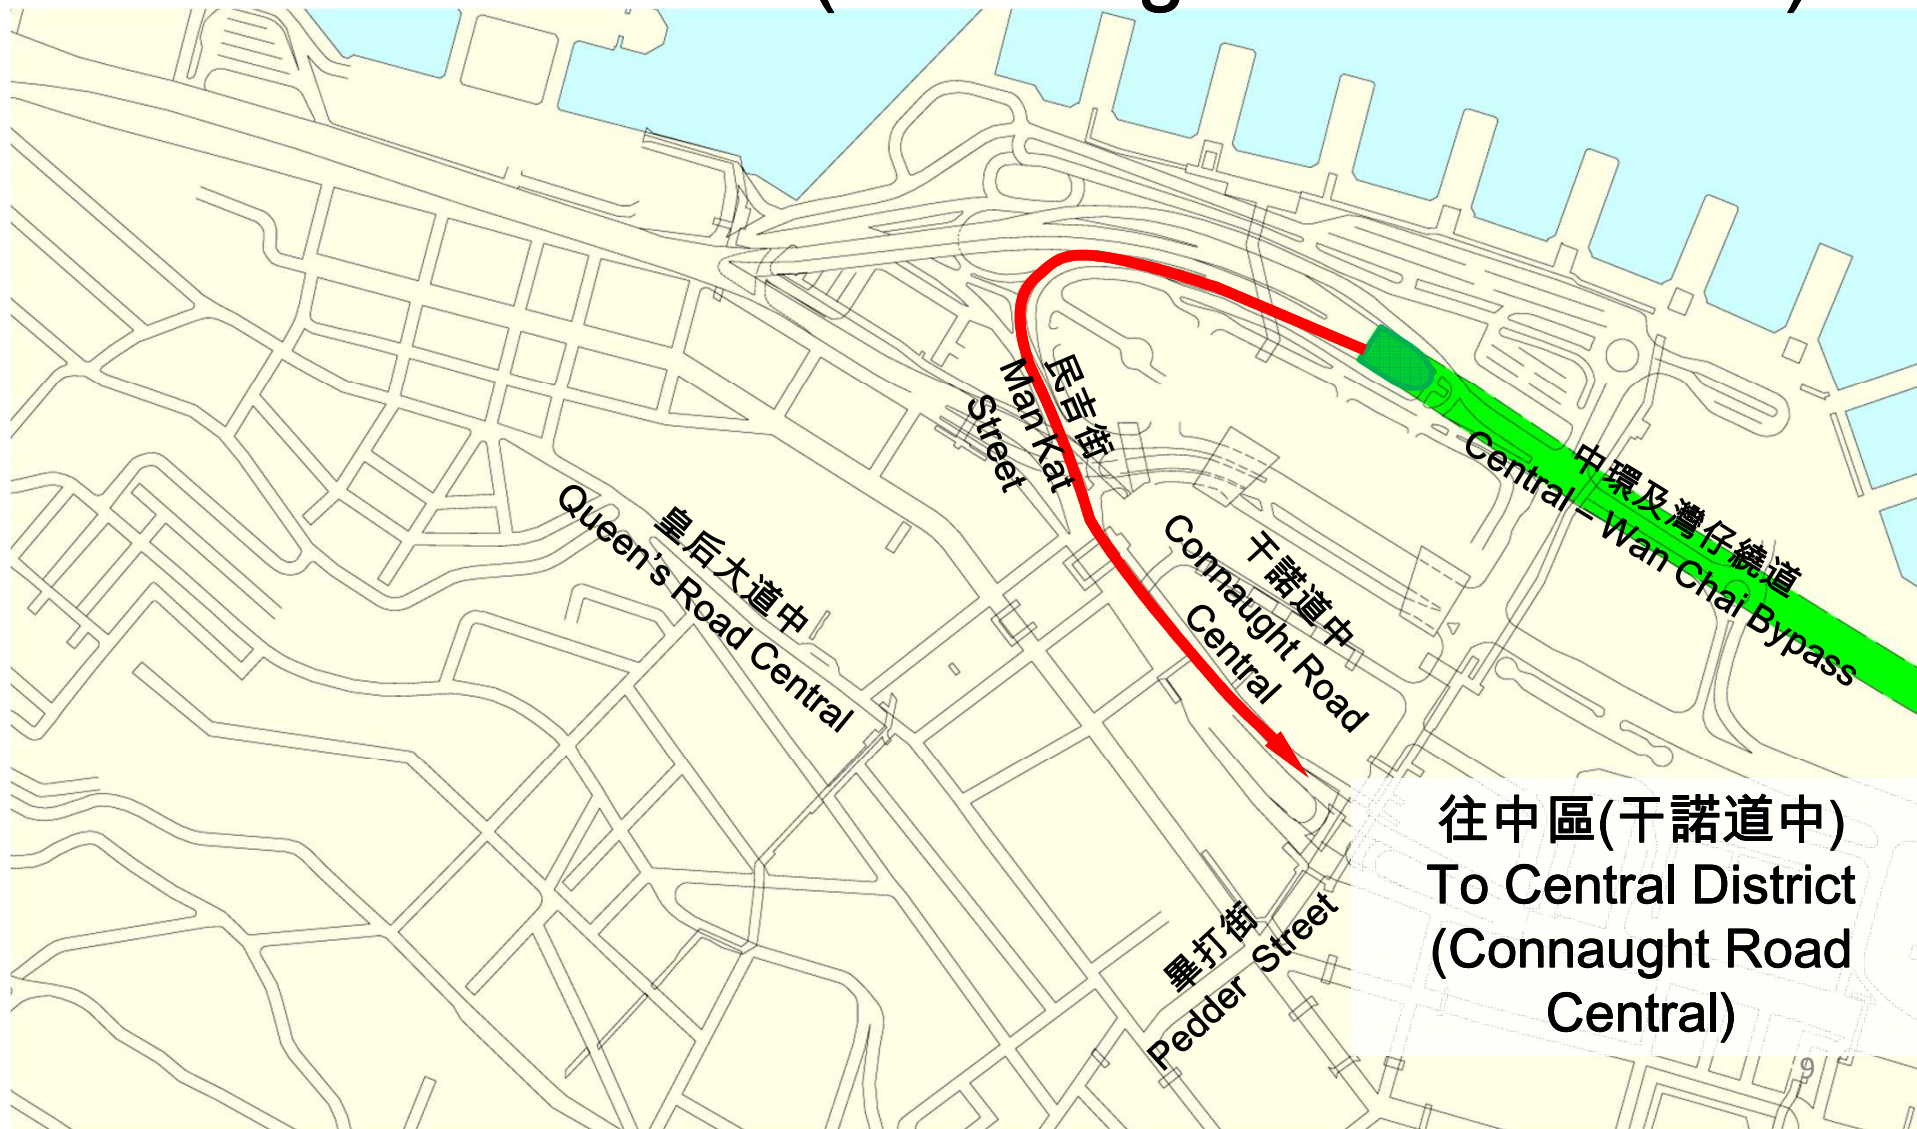 民吉街
Man Kat
Street
中環及灣仔繞道
Central – Wan Chai Bypass
皇后大道中
Queen's Road Central
干諾道中
Connaught Road
Central
畢打街
Pedder Street
往中區(干諾道中)
To Central District
(Connaught Road
Central)
9